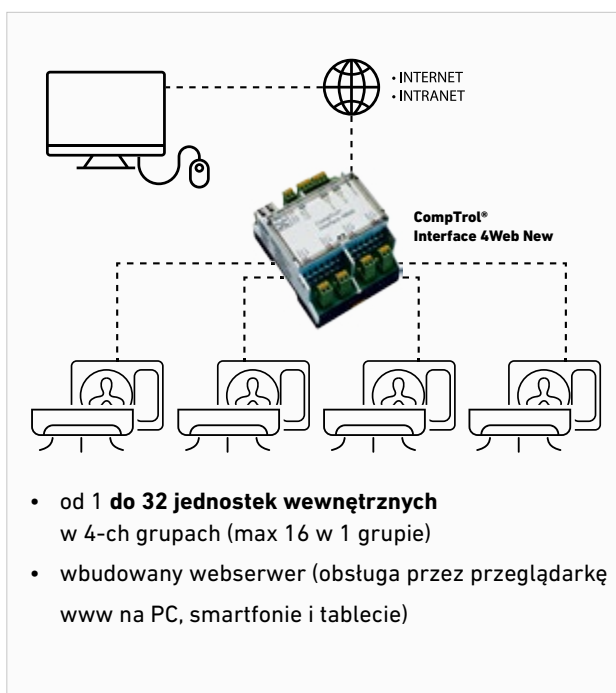 • INTERNET
• INTRANET
CompTrol®
Interface 4Web New
• od 1 do 32 jednostek wewnętrznych
w 4-ch grupach (max 16 w 1 grupie)
• wbudowany webserwer (obsługa przez przeglądarkę
www na PC, smartfonie i tablecie)